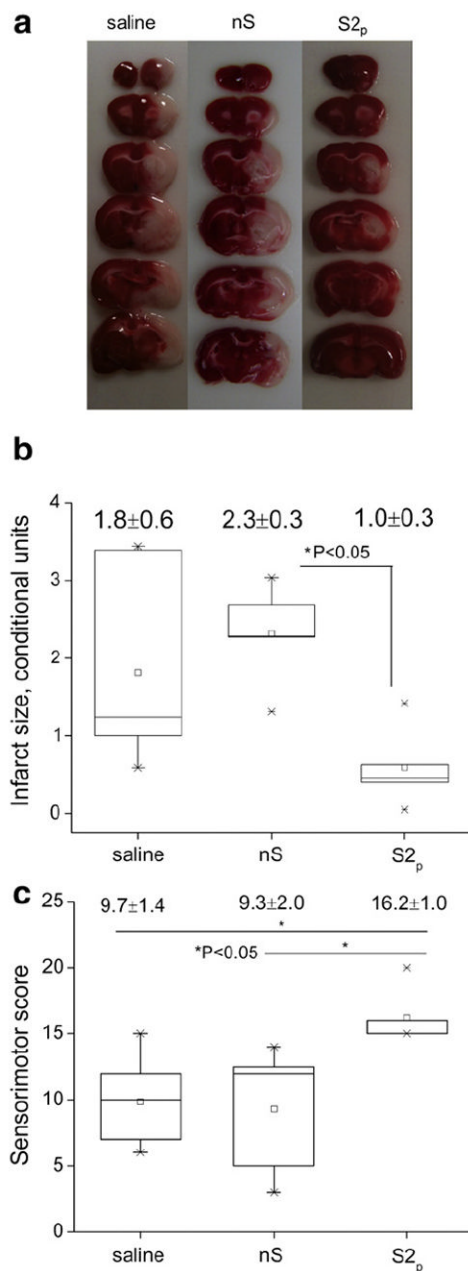 a
saline nS S2p
b
1.8±0.6 2.3±0.3 1.0±0.3
*P<0.05
Infarct size, conditional units
4
3
2
1
0
saline nS S2p
c
9.7±1.4 9.3±2.0 16.2±1.0
*
*P<0.05 *
Sensorimotor score
25
20
15
10
5
0
saline nS S2p